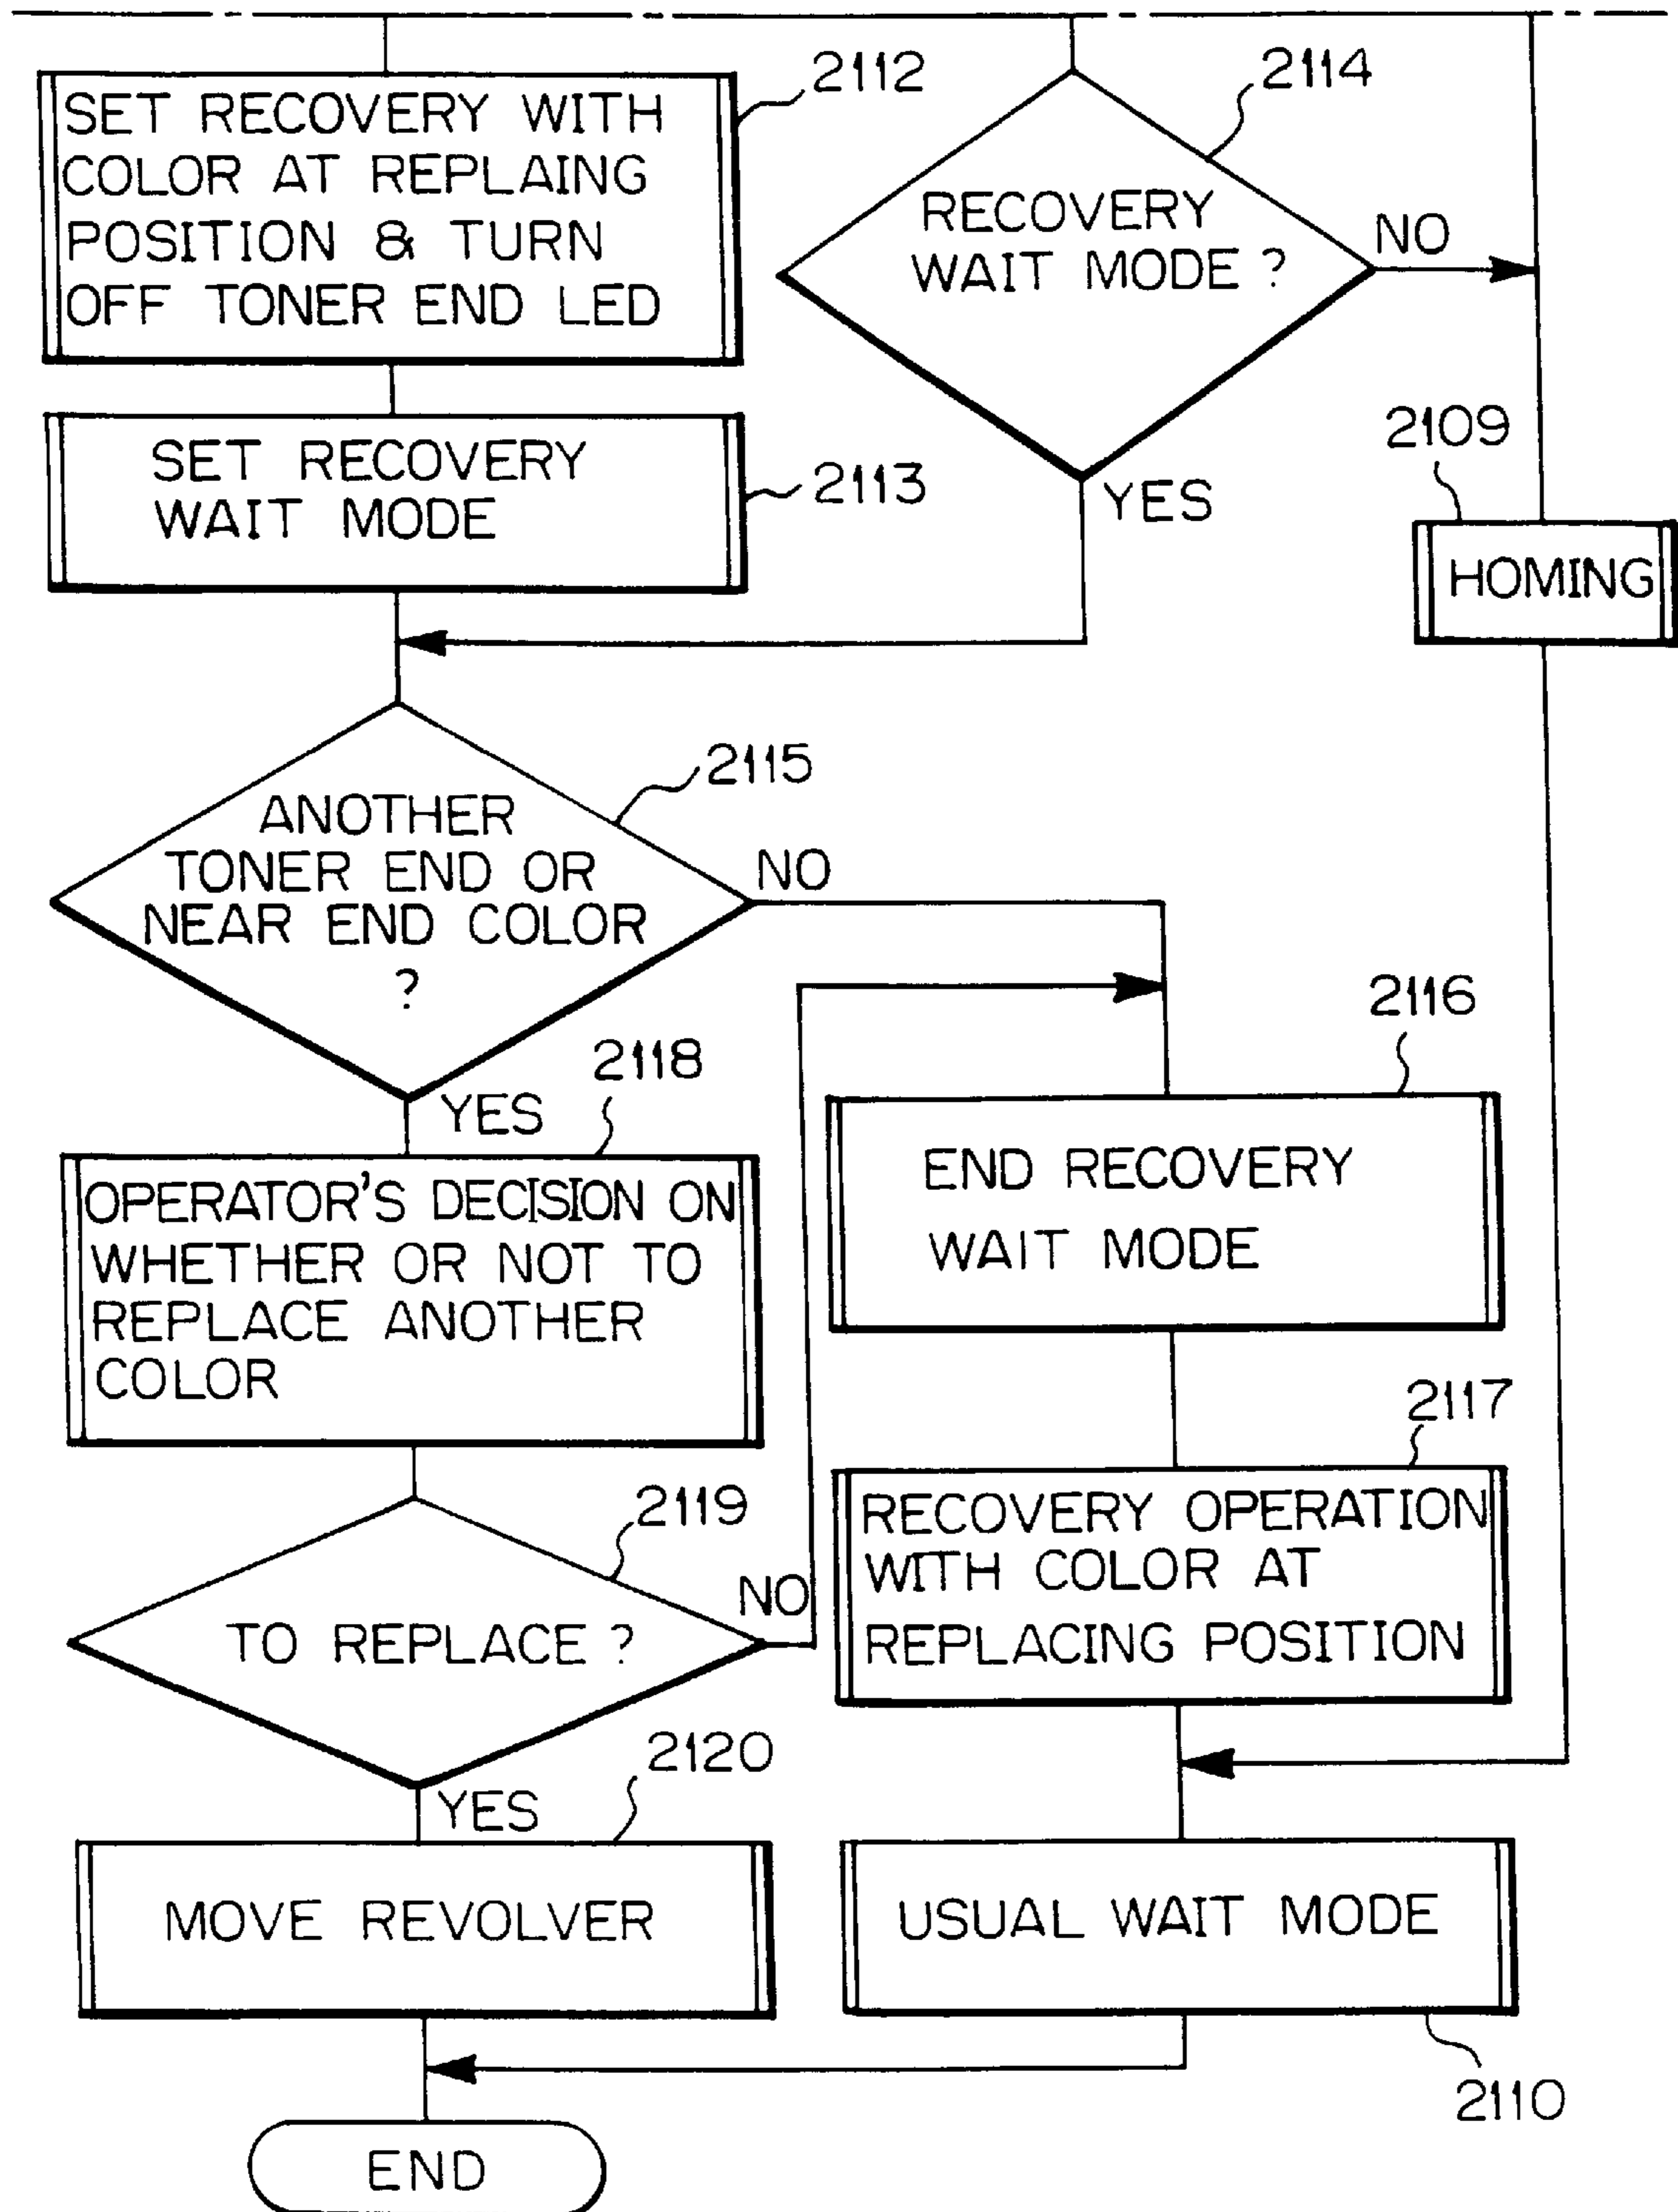 2112
SET RECOVERY WITH
COLOR AT REPLAING
POSITION & TURN
OFF TONER END LED
2114
RECOVERY
WAIT MODE ?
NO
YES
2113
SET RECOVERY
WAIT MODE
2109
HOMING
2115
ANOTHER
TONER END OR
NEAR END COLOR
?
NO
YES
2118
OPERATOR'S DECISION ON
WHETHER OR NOT TO
REPLACE ANOTHER
COLOR
2116
END RECOVERY
WAIT MODE
2119
TO REPLACE ?
NO
YES
2117
RECOVERY OPERATION
WITH COLOR AT
REPLACING POSITION
2120
MOVE REVOLVER
USUAL WAIT MODE
2110
END